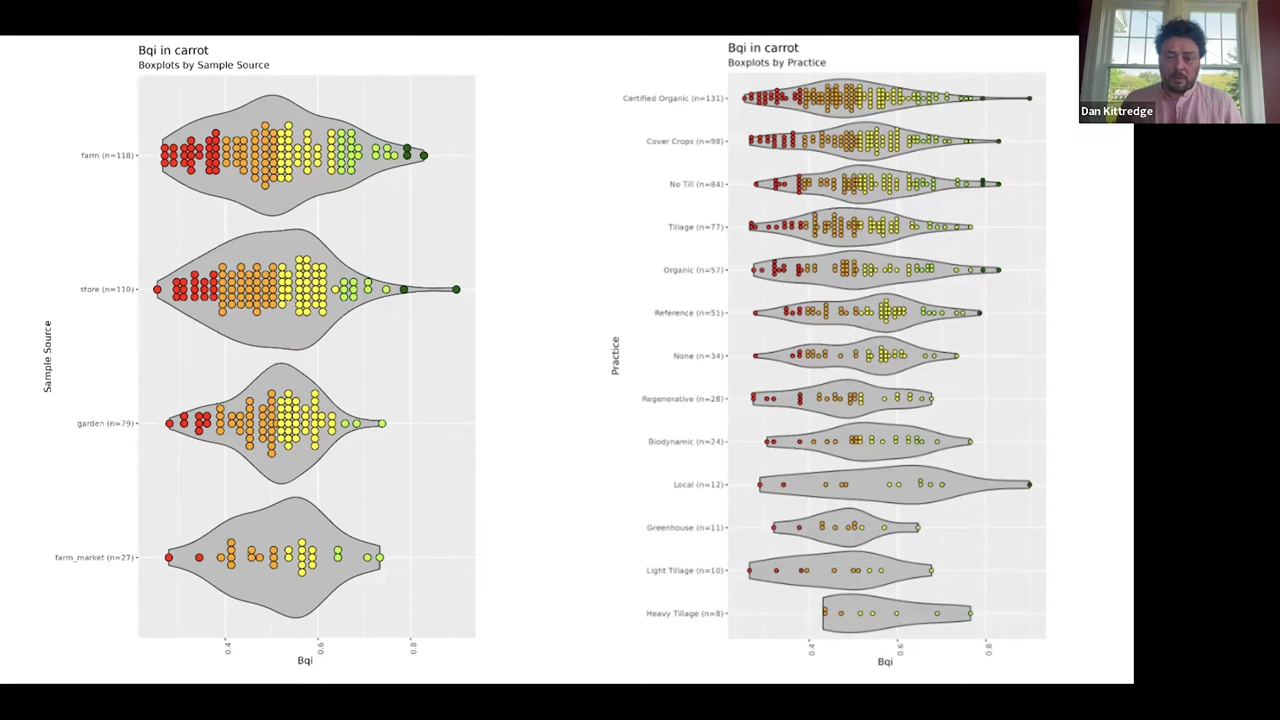 Bqi in carrot
Boxplots by Sample Source
Sample Source
farm (n=118)
store (n=110)
garden (n=79)
farm_market (n=27)
0.4
0.6
0.8
Bqi
Bqi in carrot
Boxplots by Practice
Practice
Certified Organic (n=131)
Cover Crops (n=98)
No Till (n=84)
Tillage (n=77)
Organic (n=57)
Reference (n=51)
None (n=34)
Regenerative (n=28)
Biodynamic (n=24)
Local (n=12)
Greenhouse (n=11)
Light Tillage (n=10)
Heavy Tillage (n=8)
0.4
0.6
0.8
Bqi
Dan Kittredge